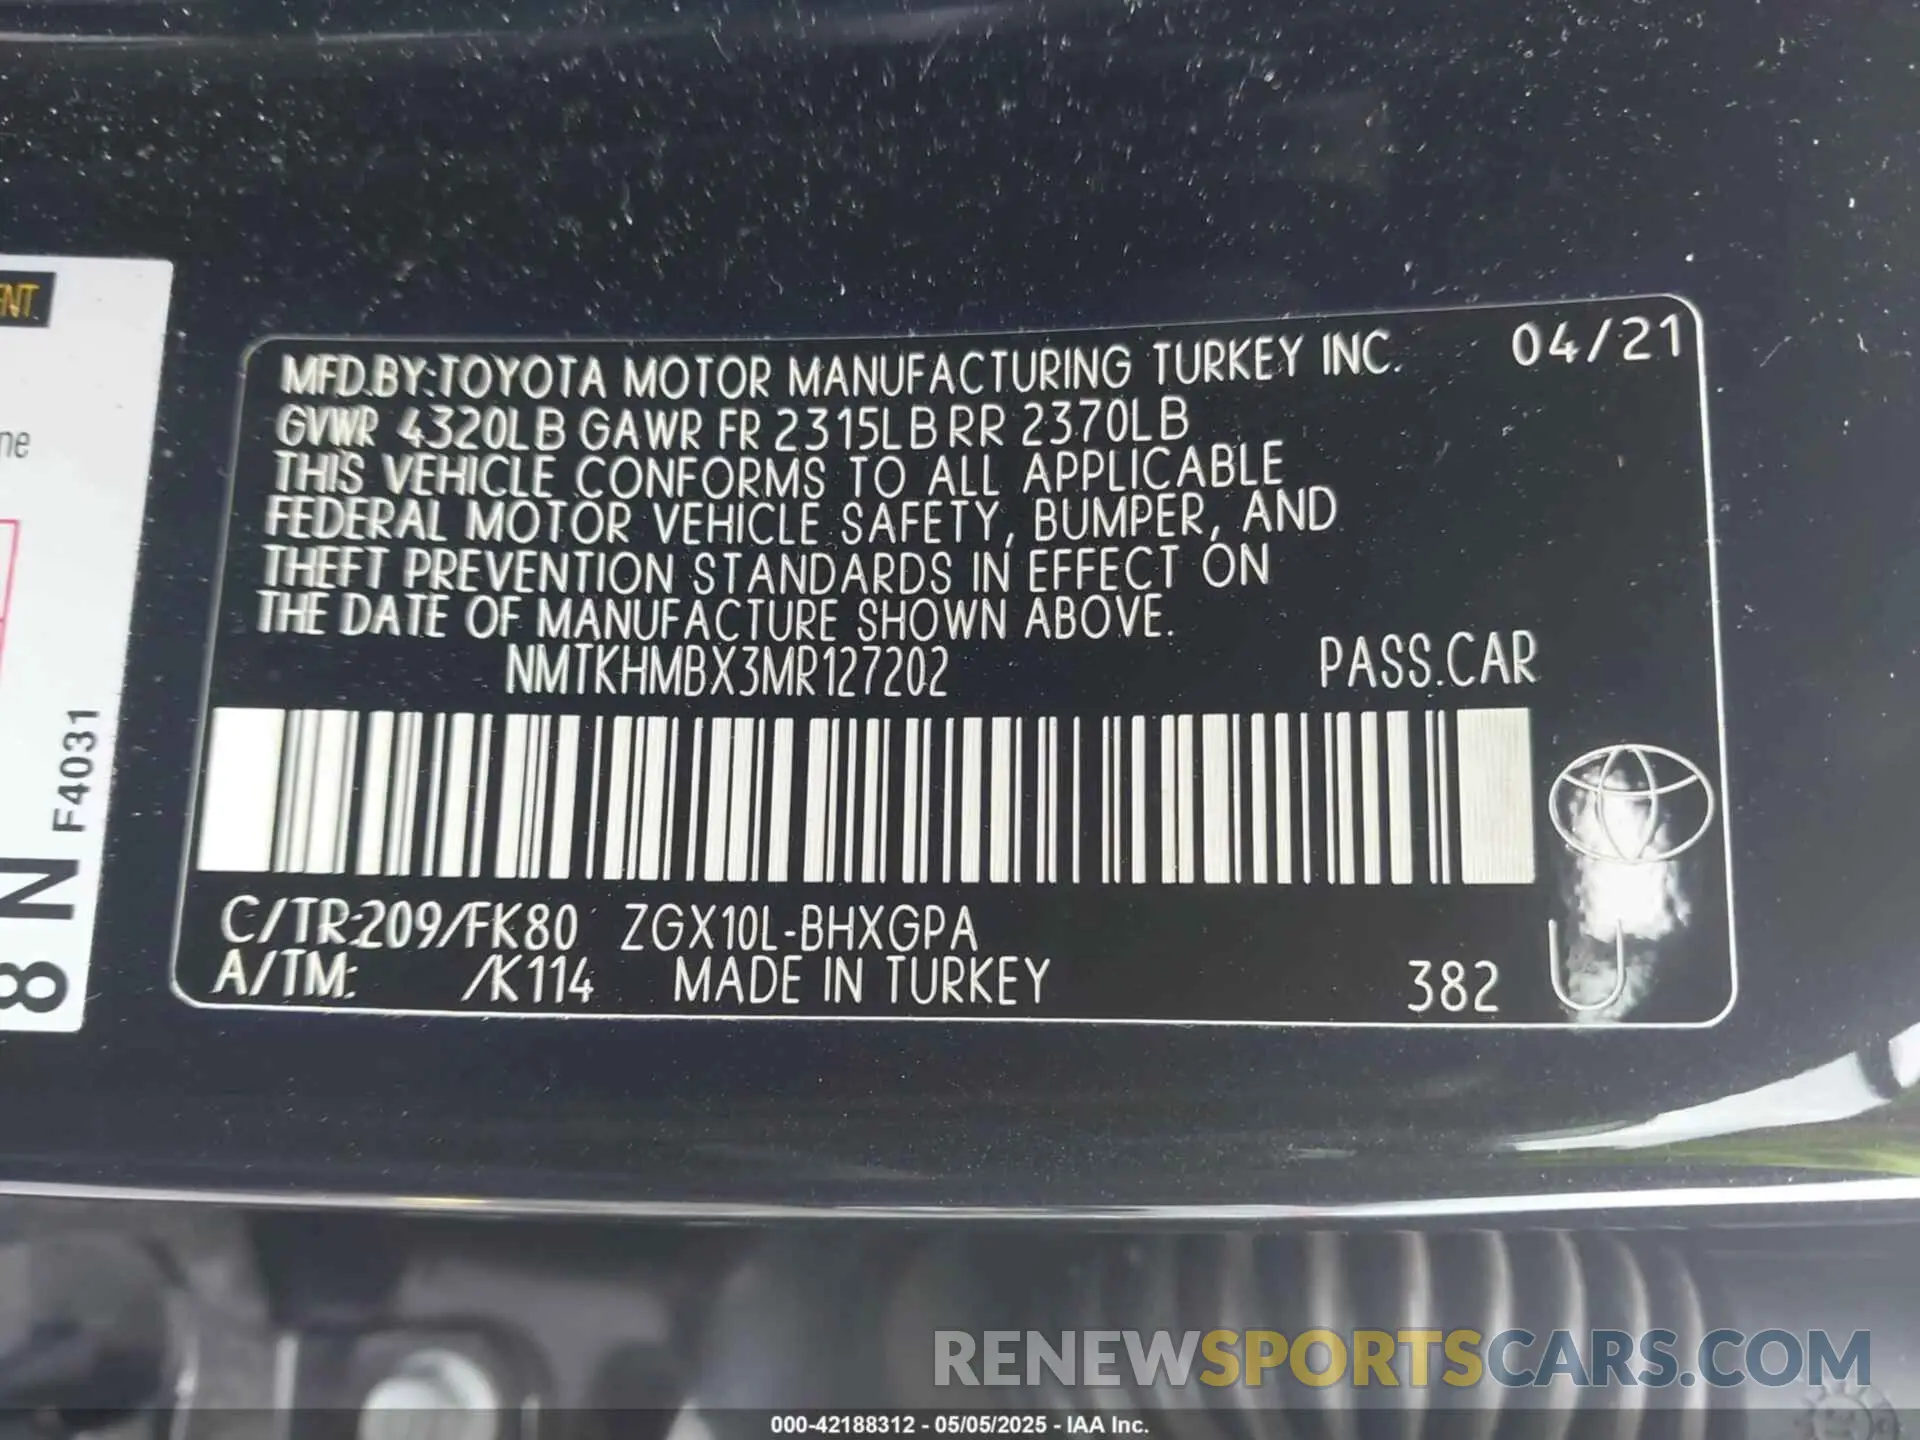 ENT.
MFD.BY:TOYOTA MOTOR MANUFACTURING TURKEY INC. 04/21
GVWR 4320LB GAWR FR 2315LB RR 2370LB
THIS VEHICLE CONFORMS TO ALL APPLICABLE
FEDERAL MOTOR VEHICLE SAFETY, BUMPER, AND
THEFT PREVENTION STANDARDS IN EFFECT ON
THE DATE OF MANUFACTURE SHOWN ABOVE.
NMTKHMBX3MR127202 PASS.CAR
C/TR:209/FK80 ZGX10L-BHXGPA
A/TM: /K114 MADE IN TURKEY 382 U
ne
F4031
8 N
RENEWSPORTSCARS.COM
000-42188312 - 05/05/2025 - IAA Inc.